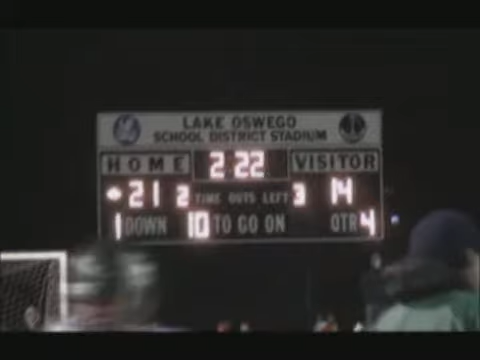 LAKE OSWEGO
SCHOOL DISTRICT STADIUM
HOME 2 22 VISITOR
21 2 TIME OUTS LEFT 3 14
1 DOWN 10 TO GO ON QTR 4